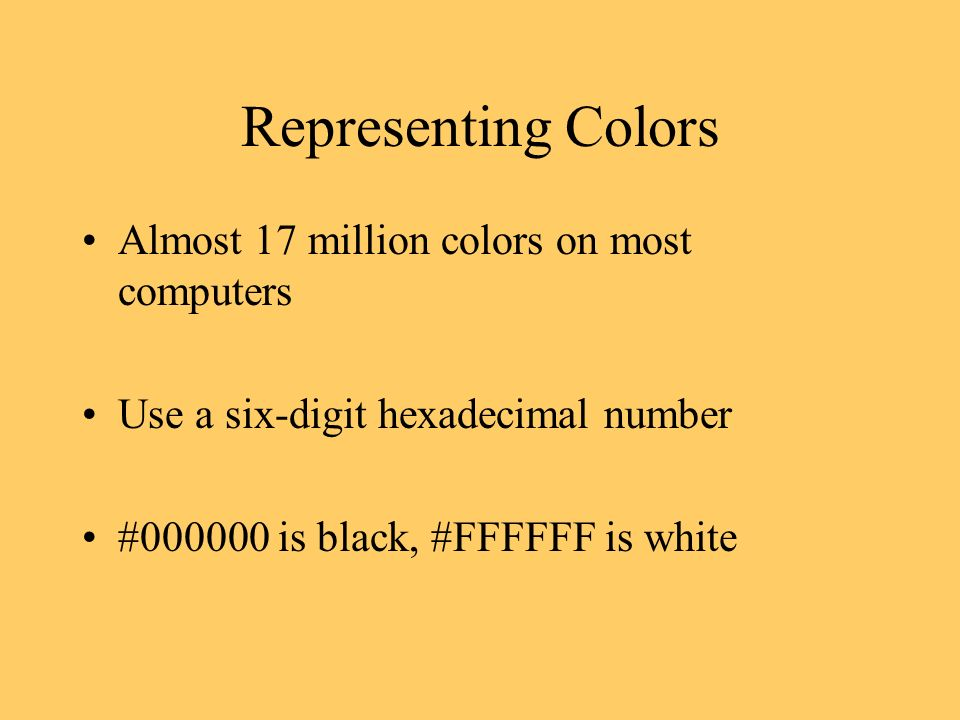 Representing Colors
• Almost 17 million colors on most
computers
• Use a six-digit hexadecimal number
• #000000 is black, #FFFFFF is white